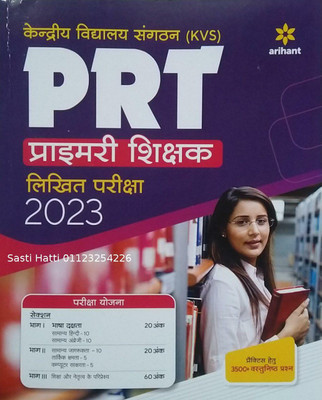 केन्द्रीय विद्यालय संगठन (KVS)
arihant
PRT
प्राइमरी शिक्षक
लिखित परीक्षा
2023
Sasti Hatti 01123254226
परीक्षा योजना
सैक्शन
भाग I भाषा दक्षता 20 अंक
सामान्य हिन्दी - 10
सामान्य अंग्रेजी - 10
भाग II सामान्य जागरूकता - 10 20 अंक
तार्किक क्षमता - 5
कम्प्यूटर साक्षरता - 5
भाग III शिक्षा और नेतृत्व के परिप्रेक्ष्य 60 अंक
प्रैक्टिस हेतु
3500+ वस्तुनिष्ठ प्रश्न